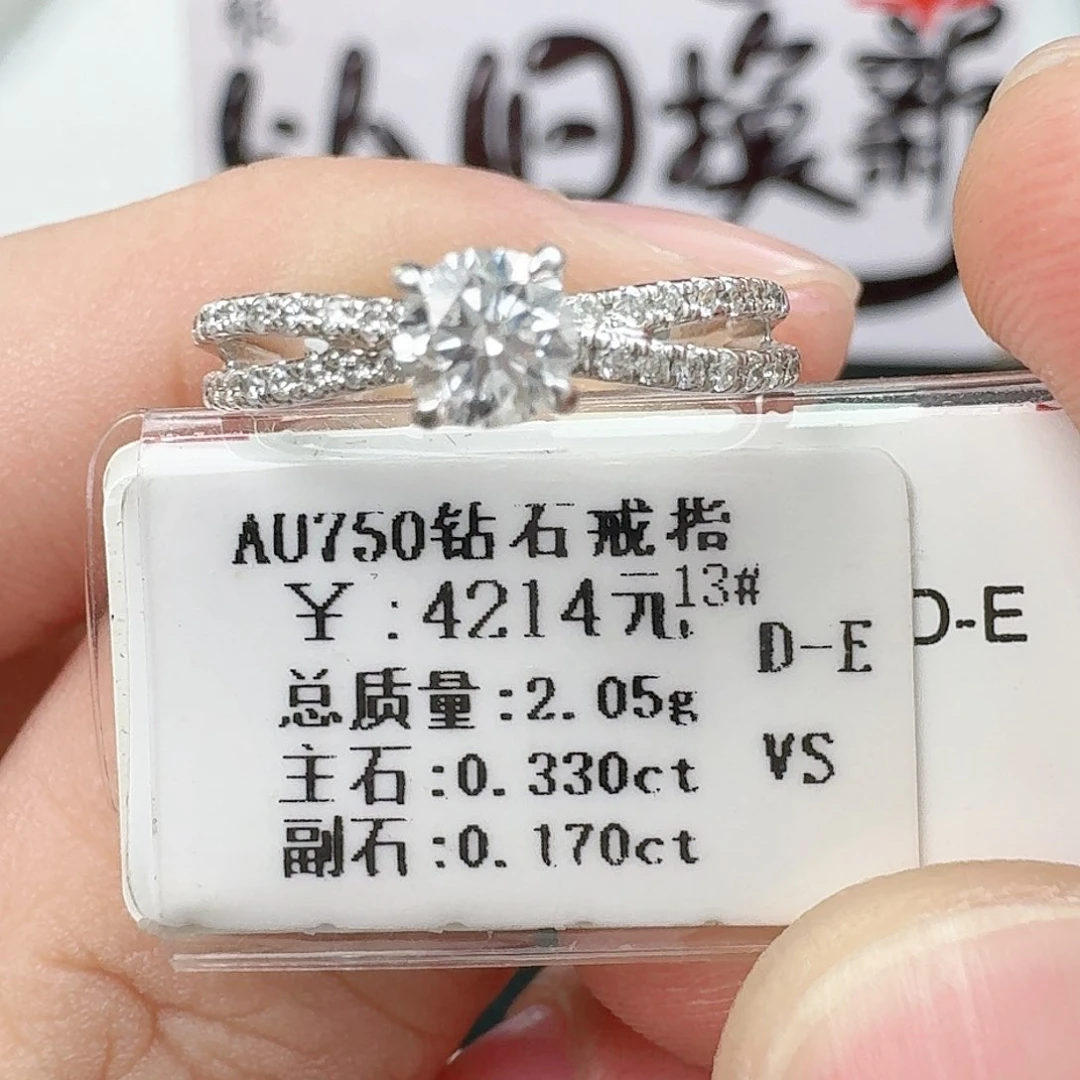 以旧换新
AU750钻石戒指
￥:4214元 13#
D-E
D-E
总质量:2.05g
VS
主石:0.330ct
副石:0.170ct